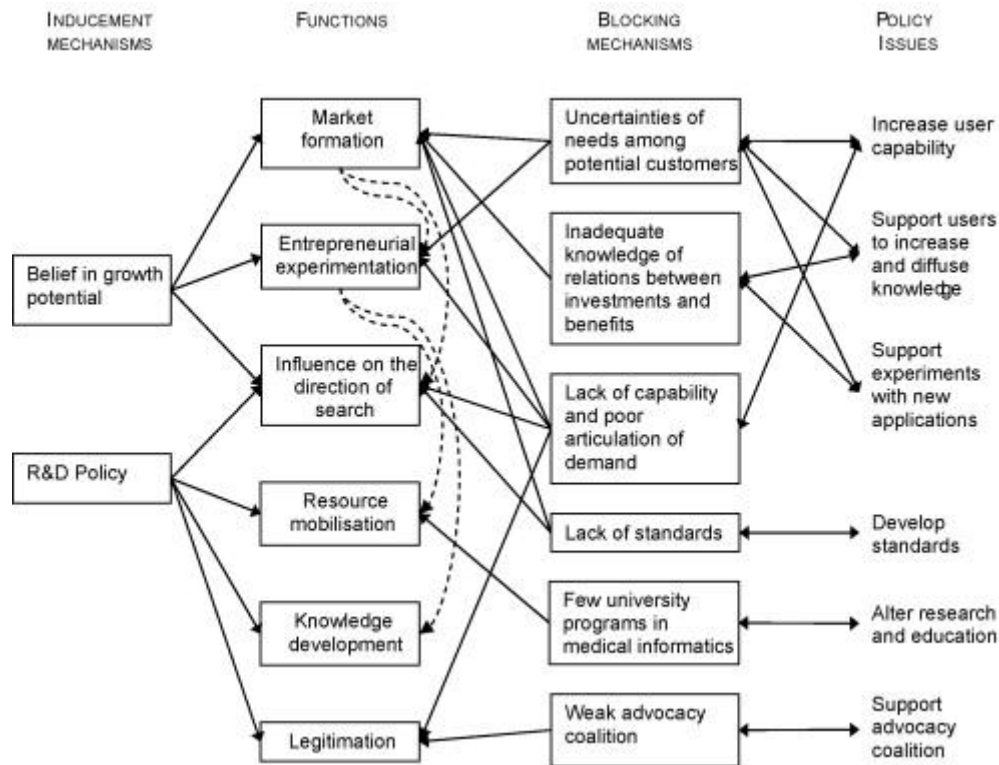 INDUCEMENT
MECHANISMS
FUNCTIONS
BLOCKING
MECHANISMS
POLICY
ISSUES
Belief in growth
potential
R&D Policy
Market
formation
Entrepreneurial
experimentation
Influence on the
direction of
search
Resource
mobilisation
Knowledge
development
Legitimation
Uncertainties of
needs among
potential customers
Inadequate
knowledge of
relations between
investments and
benefits
Lack of capability
and poor
articulation of
demand
Lack of standards
Few university
programs in
medical informatics
Weak advocacy
coalition
Increase user
capability
Support users
to increase
and diffuse
knowledge
Support
experiments
with new
applications
Develop
standards
Alter research
and education
Support
advocacy
coalition